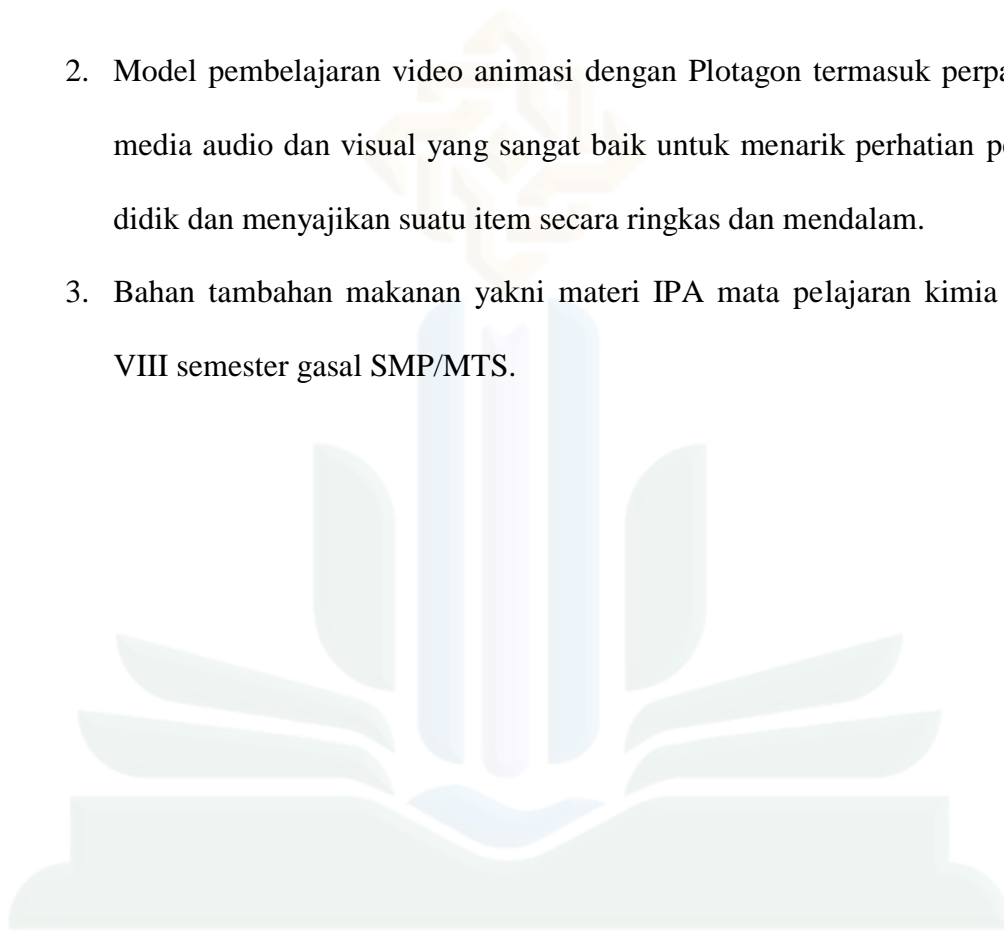 2. Model pembelajaran video animasi dengan Plotagon termasuk
media audio dan visual yang sangat baik untuk menarik perhatian
didik dan menyajikan suatu item secara ringkas dan mendalam.
3. Bahan tambahan makanan yakni materi IPA mata pelajaran kimia
VIII semester gasal SMP/MTS.